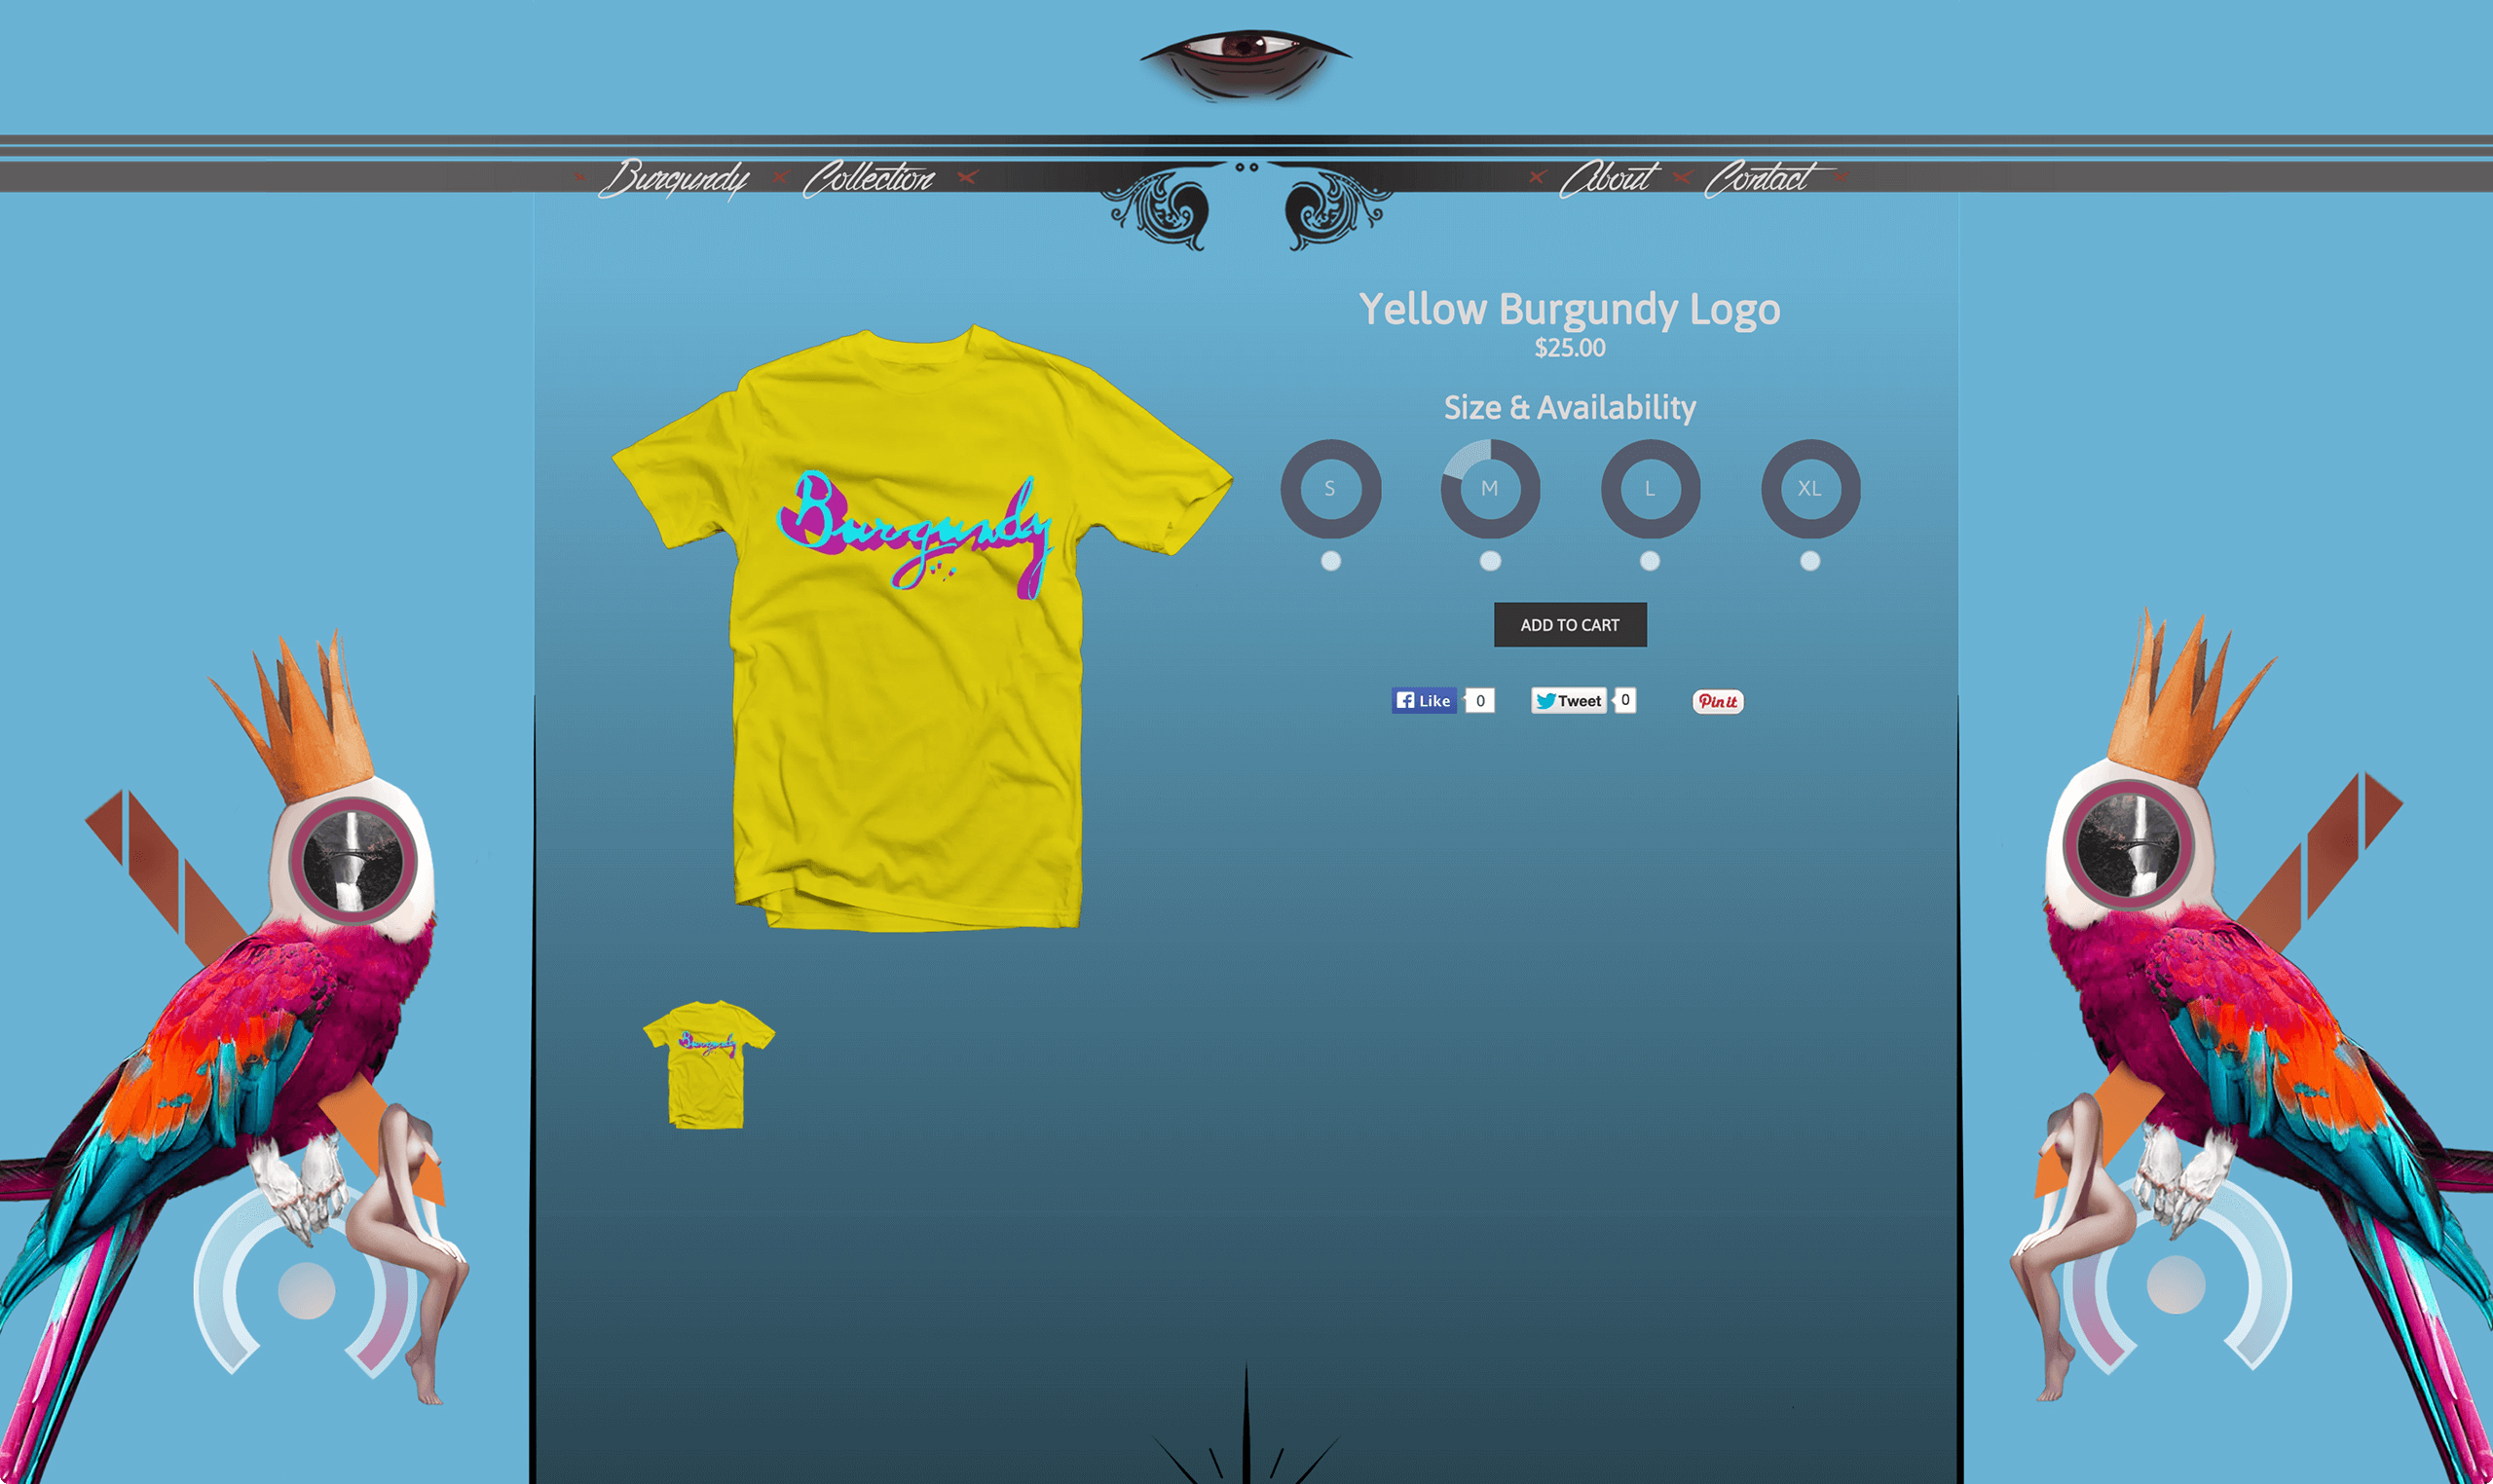 Burgundy Collection About Contact
Yellow Burgundy Logo
$25.00
Size & Availability
S M L XL
Burgundy
ADD TO CART
Like 0 Tweet 0 Pin it
Burgundy